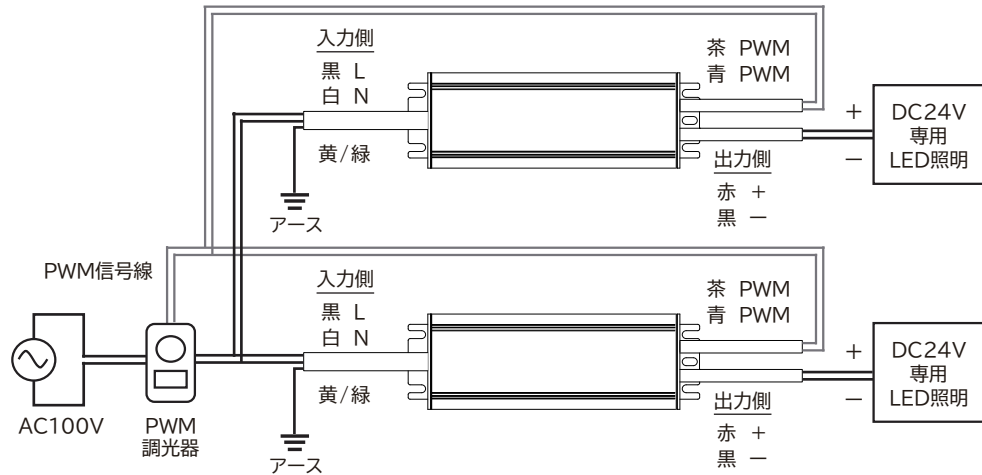 入力側
黒 L
白 N
黄/緑
アース
茶 PWM
青 PWM
出力側
赤 +
黒 −
+
−
DC24V
専用
LED照明
PWM信号線
入力側
黒 L
白 N
黄/緑
アース
茶 PWM
青 PWM
出力側
赤 +
黒 −
+
−
DC24V
専用
LED照明
AC100V
PWM
調光器